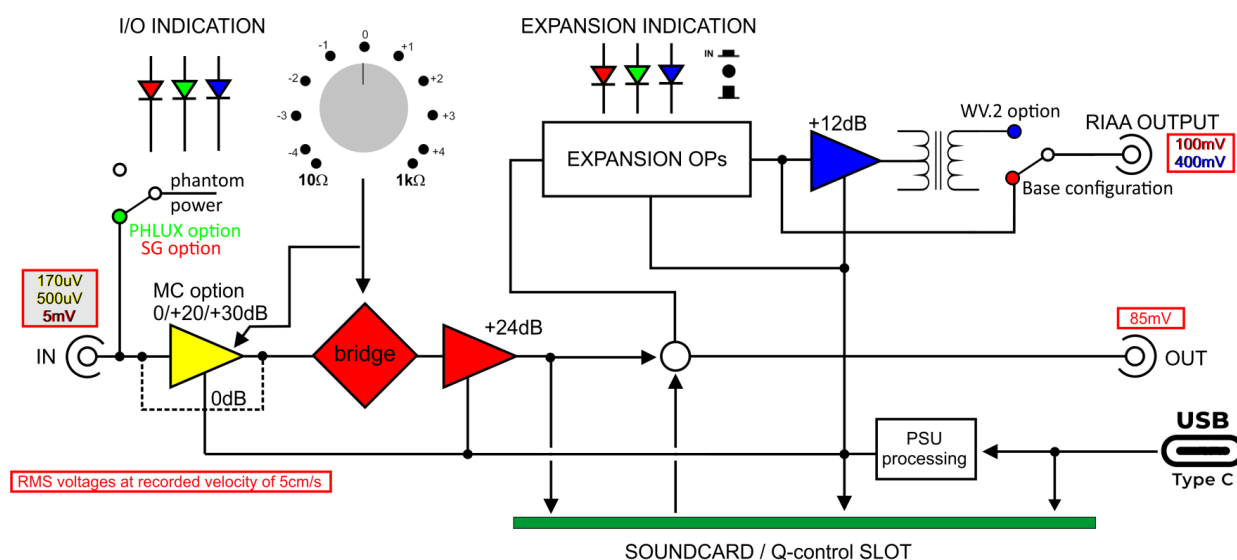 I/O INDICATION
EXPANSION INDICATION
0
-1
+1
-2
+2
-3
+3
-4
+4
10Ω
1kΩ
IN
+12dB
WV.2 option
RIAA OUTPUT
100mV
400mV
EXPANSION OPs
Base configuration
phantom
power
PHLUX option
SG option
170uV
500uV
5mV
MC option
0/+20/+30dB
+24dB
85mV
IN
bridge
OUT
0dB
PSU
processing
USB
Type C
RMS voltages at recorded velocity of 5cm/s
SOUNDCARD / Q-control SLOT